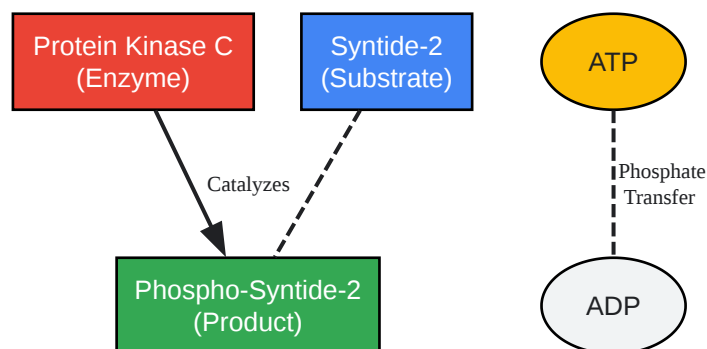 Protein Kinase C
(Enzyme)
Syntide-2
(Substrate)
ATP
Catalyzes
Phosphate
Transfer
Phospho-Syntide-2
(Product)
ADP